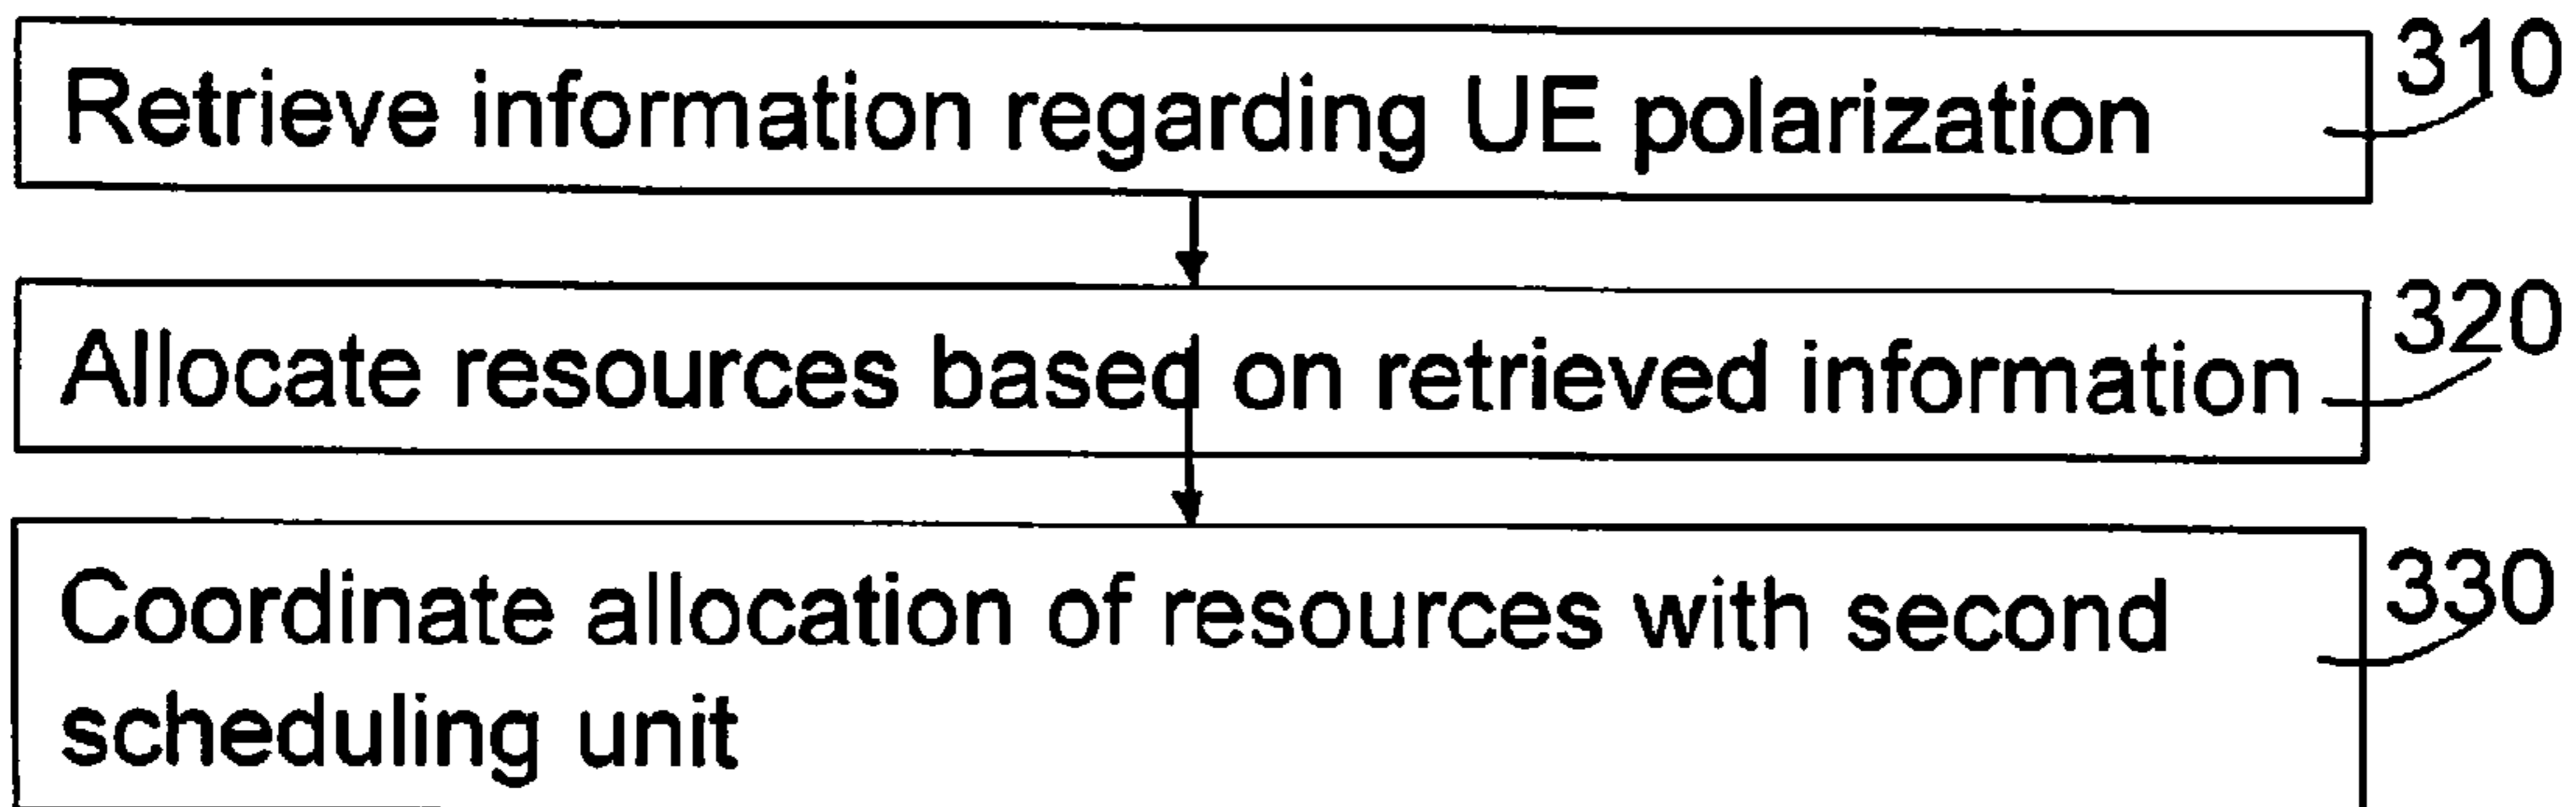 Retrieve information regarding UE polarization
310
Allocate resources based on retrieved information
320
Coordinate allocation of resources with second
scheduling unit
330